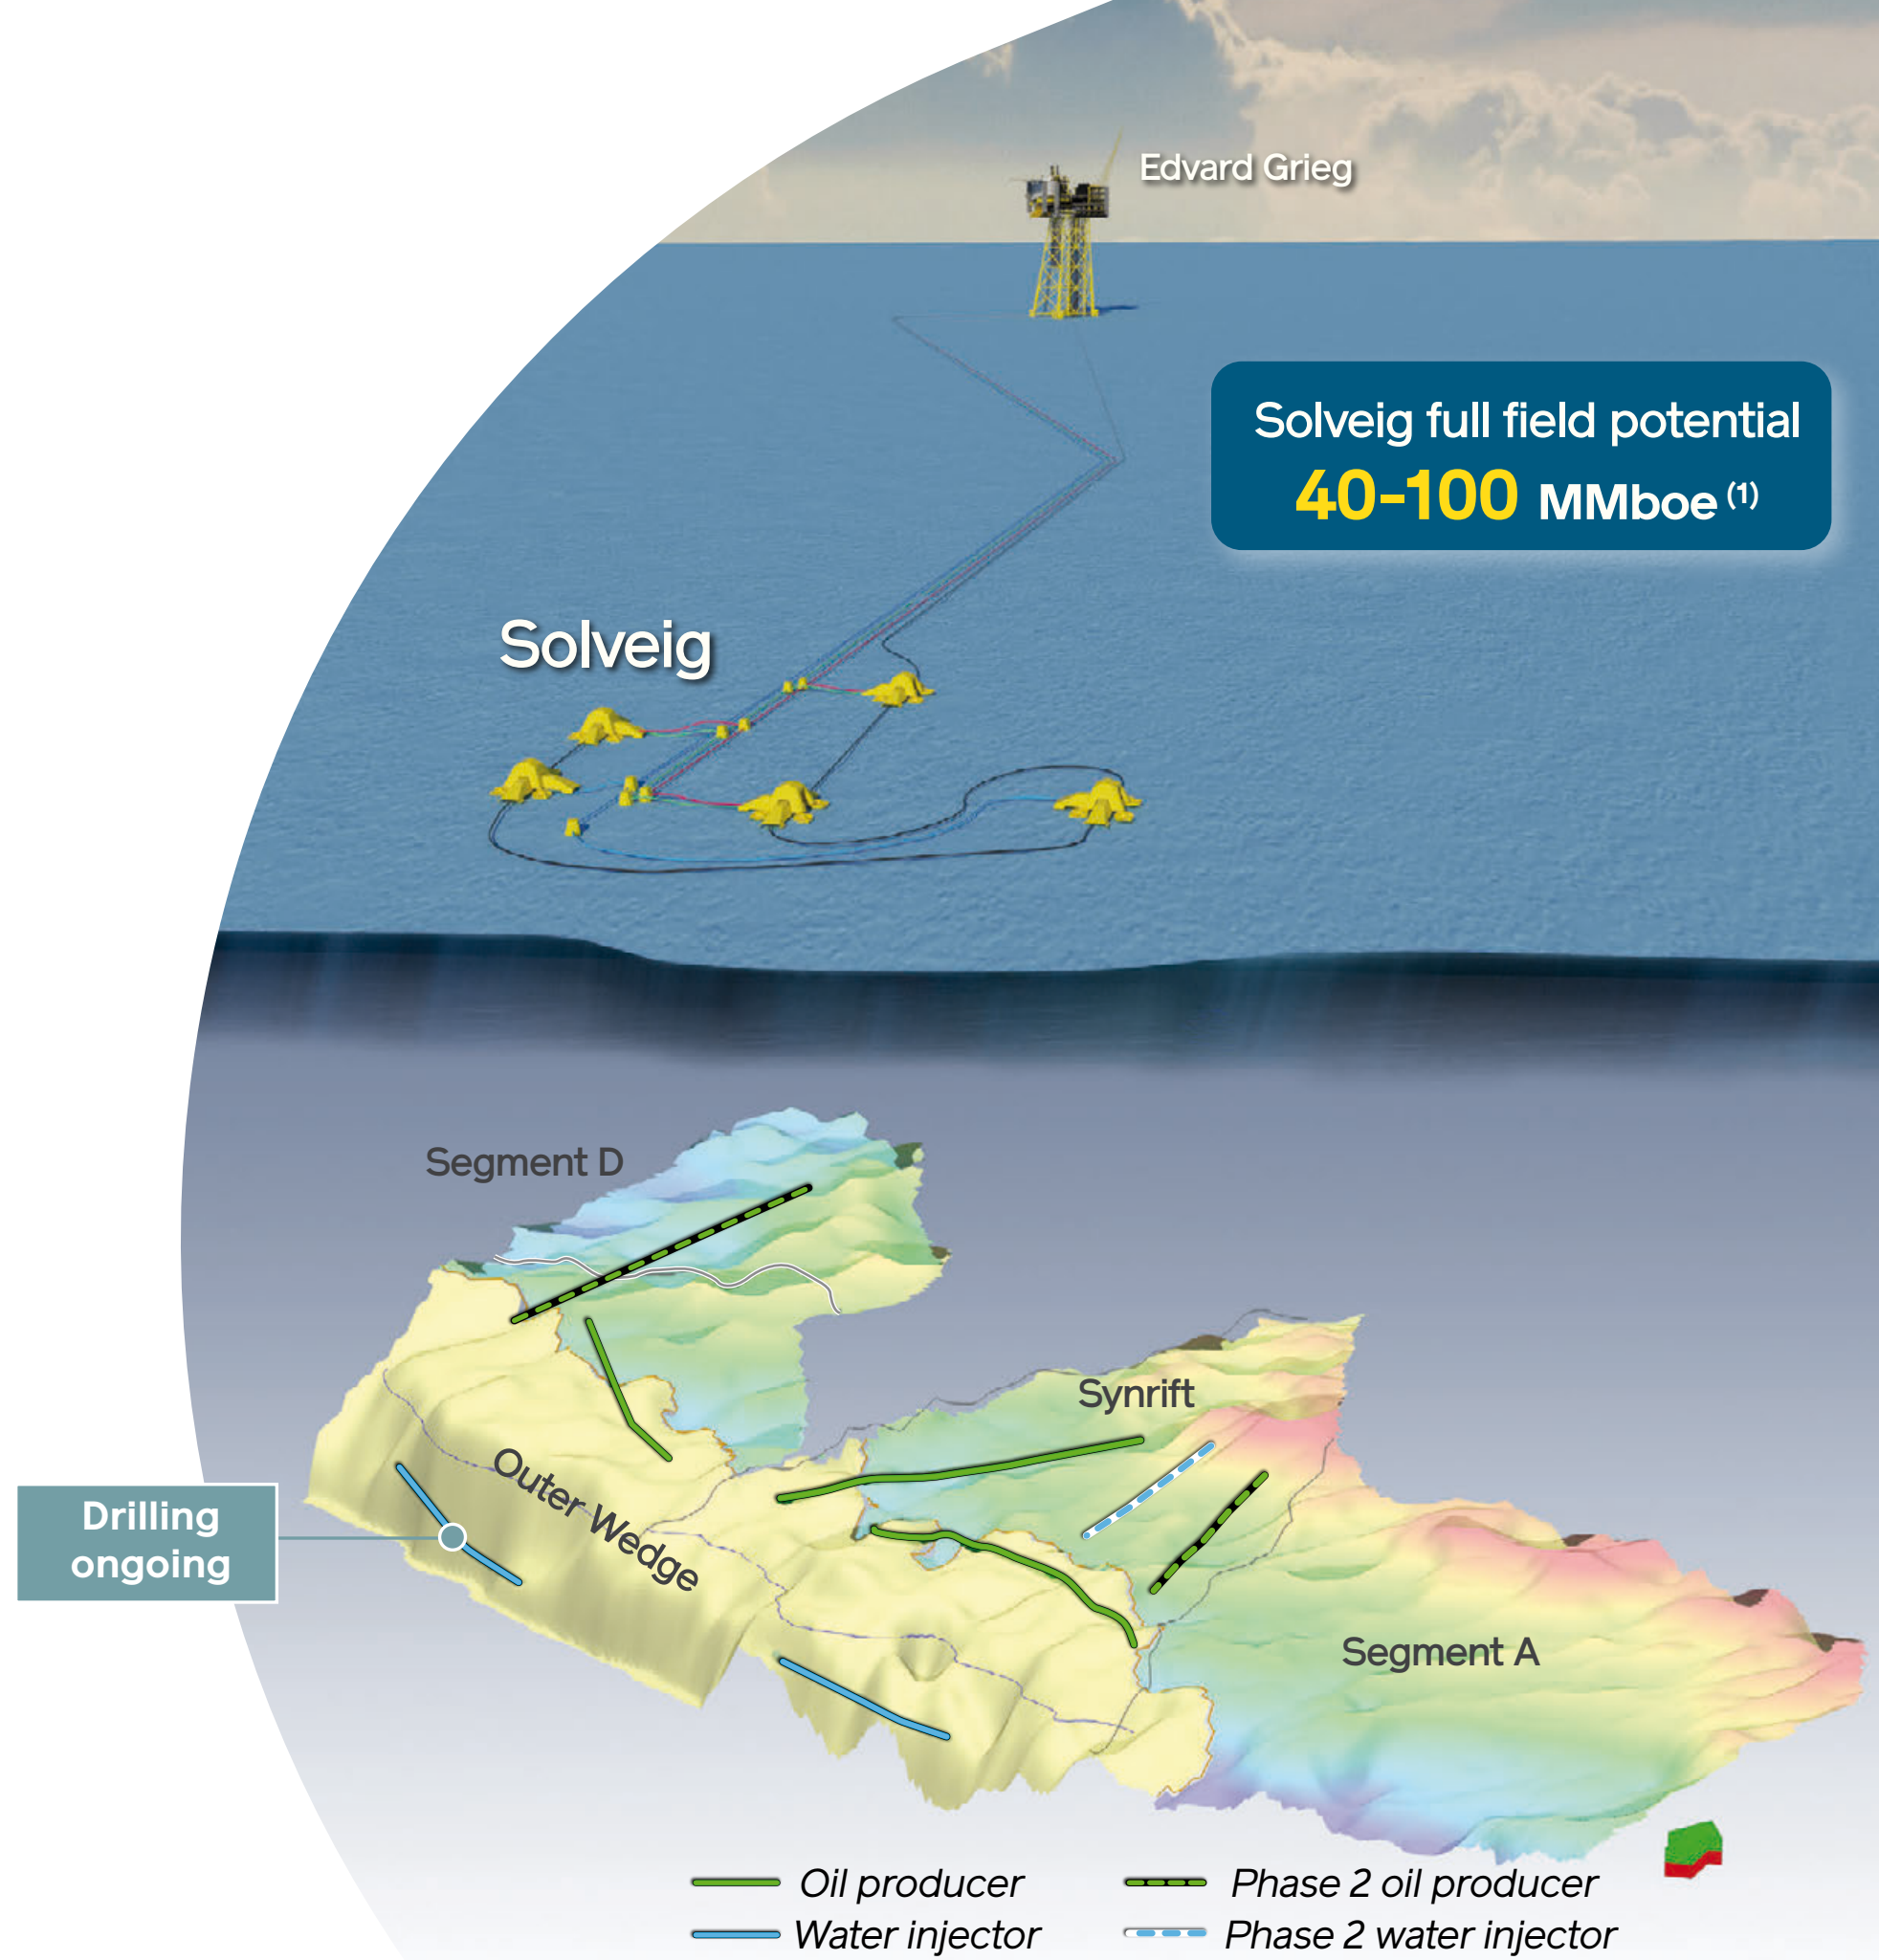 Edvard Grieg
Solveig full field potential
40-100 MMboe (1)
Solveig
Segment D
Synrift
Outer Wedge
Drilling
ongoing
Segment A
Oil producer
Phase 2 oil producer
Water injector
Phase 2 water injector